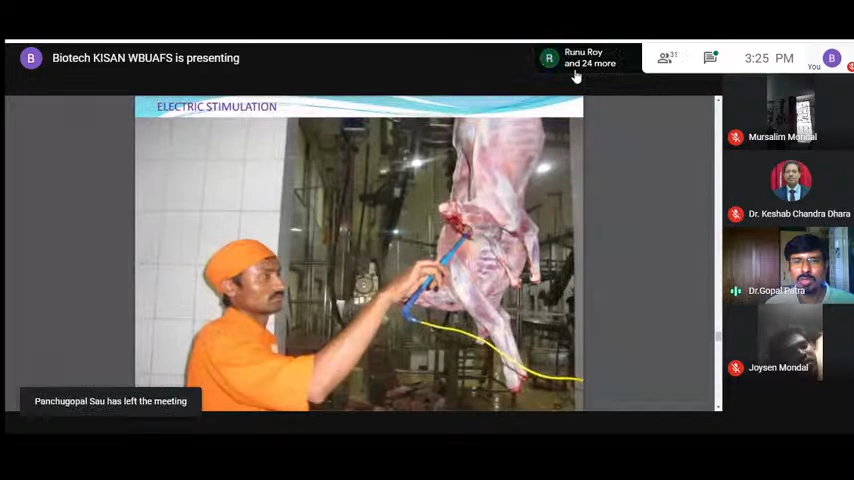 B
Biotech KISAN WBUAFS is presenting
R
Runu Roy
and 24 more
31
3:25 PM
You
B
ELECTRIC STIMULATION
Mursalim Mondal
Dr. Keshab Chandra Dhara
Dr.Gopal Patra
Joysen Mondal
Panchugopal Sau has left the meeting